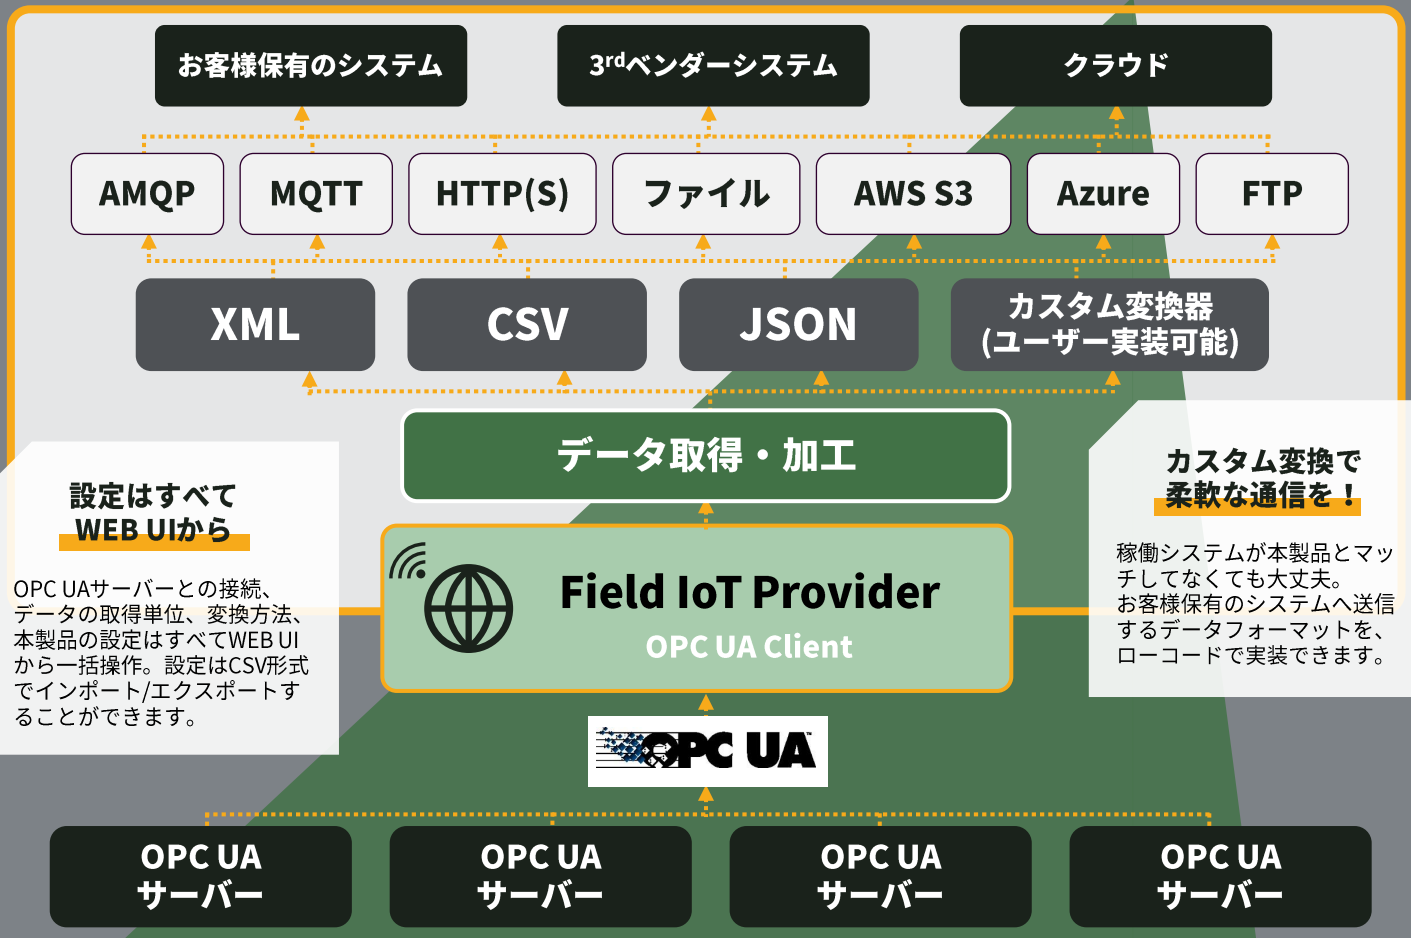 お客様保有のシステム
3rdベンダーシステム
クラウド
AMQP
MQTT
HTTP(S)
ファイル
AWS S3
Azure
FTP
XML
CSV
JSON
カスタム変換器
(ユーザー実装可能)
データ取得・加工
設定はすべて
WEB UIから
OPC UAサーバーとの接続、
データの取得単位、変換方法、
本製品の設定はすべてWEB UI
から一括操作。設定はCSV形式
でインポート/エクスポートす
ることができます。
カスタム変換で
柔軟な通信を！
稼働システムが本製品とマッ
チしてなくても大丈夫。
お客様保有のシステムへ送信
するデータフォーマットを、
ローコードで実装できます。
Field IoT Provider
OPC UA Client
OPC UA™
OPC UA
サーバー
OPC UA
サーバー
OPC UA
サーバー
OPC UA
サーバー